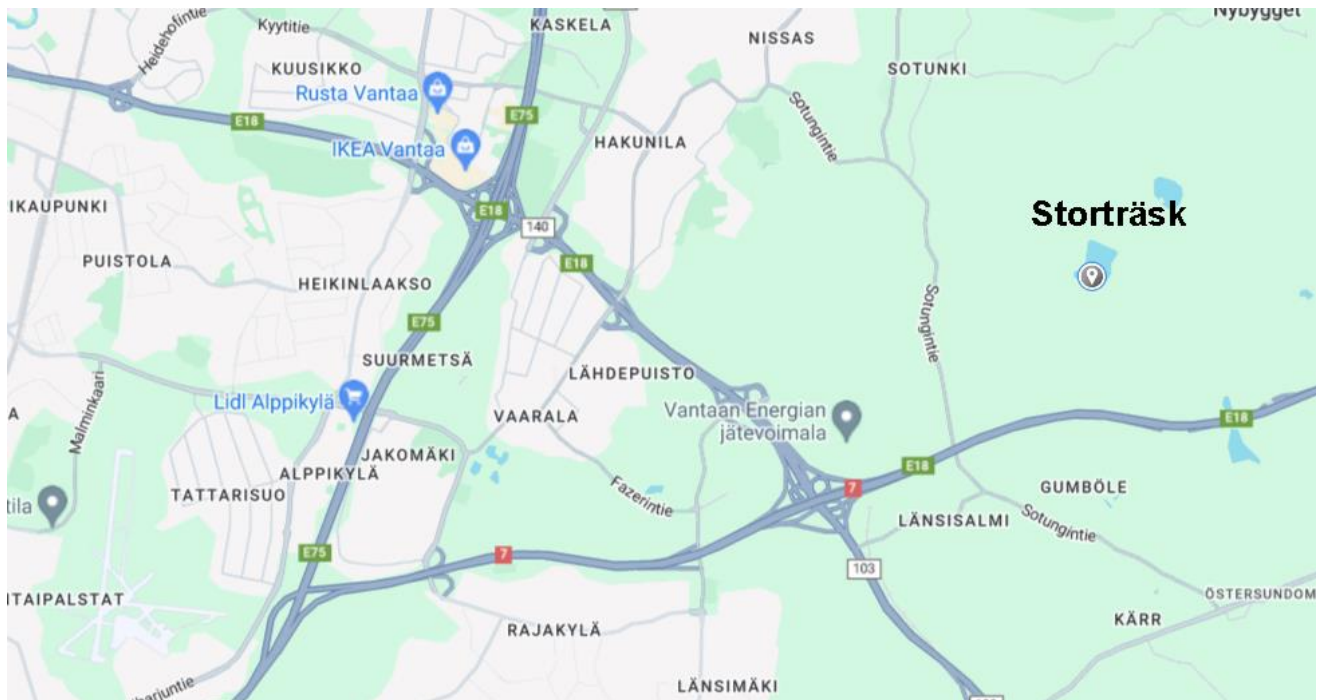 Nybygget
KASKELA
Kyytitie
Heidehofintie
NISSAS
KUUSIKKO
SOTUNKI
Rusta Vantaa
Sotungintie
E75
E18
HAKUNILA
IKEA Vantaa
IKAUPUNKI
E18
Storträsk
140
PUISTOLA
E18
HEIKINLAAKSO
Sotungintie
E75
SUURMETSÄ
LÄHDEPUISTO
Malminkaari
Lidl Alppikylä
A
VAARALA
Vantaan Energian
jätevoimala
E18
JAKOMÄKI
ALPPIKYLÄ
E18
TATTARISUO
Fazerintie
7
GUMBÖLE
tila
LÄNSISALMI
Sotungintie
E75
7
103
NTAIPALSTAT
ÖSTERSUNDOM
KÄRR
RAJAKYLÄ
LÄNSIMÄKI